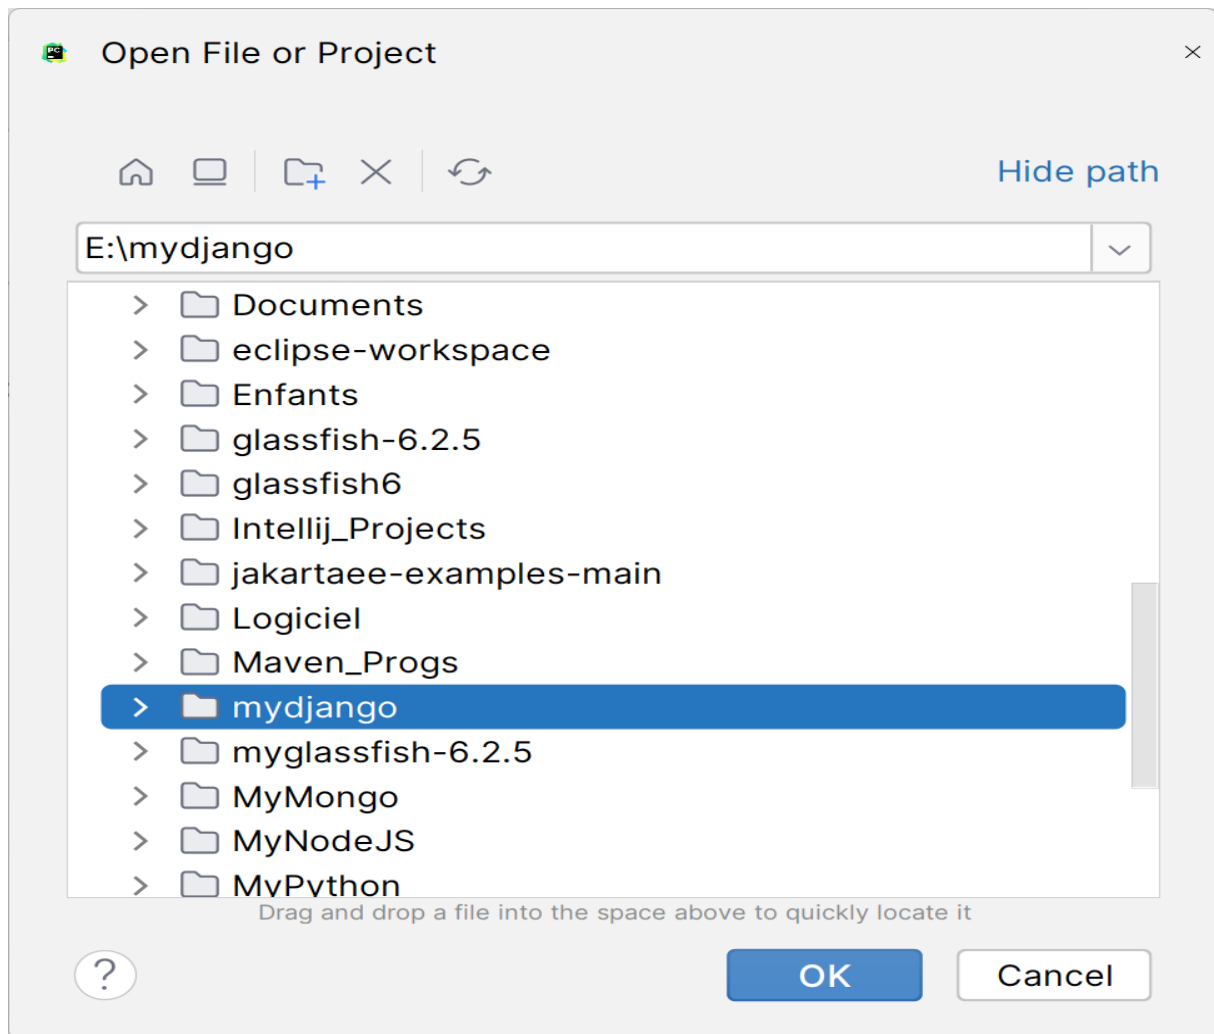 PC
Open File or Project
Hide path
E:\mydjango
Documents
eclipse-workspace
Enfants
glassfish-6.2.5
glassfish6
Intellij_Projects
jakartaee-examples-main
Logiciel
Maven_Progs
mydjango
myglassfish-6.2.5
MyMongo
MyNodeJS
MyPython
Drag and drop a file into the space above to quickly locate it
?
OK
Cancel